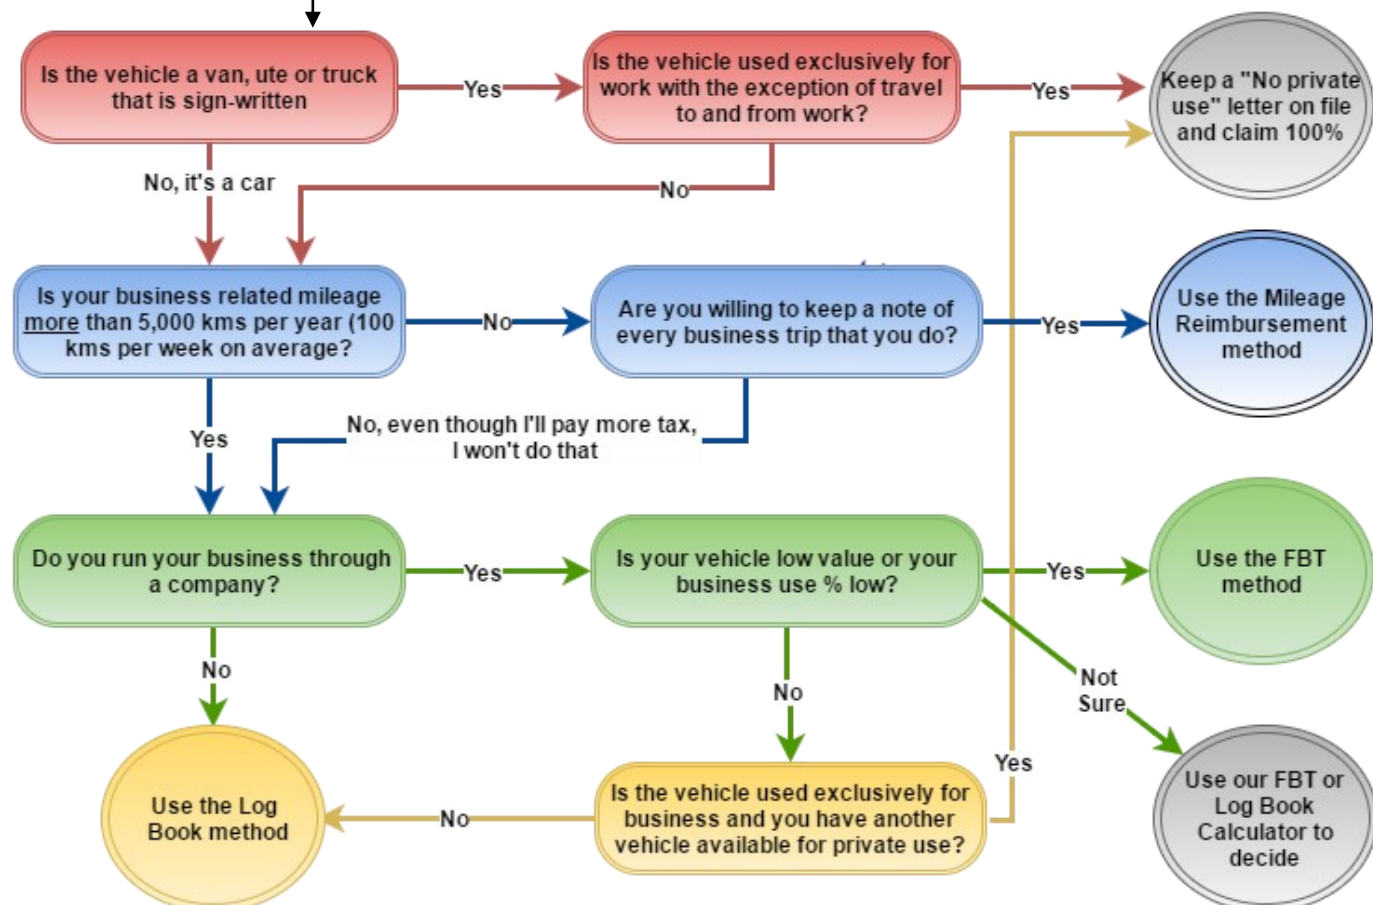 Is the vehicle a van, ute or truck
that is sign-written
Yes
Is the vehicle used exclusively for
work with the exception of travel
to and from work?
Yes
Keep a "No private
use" letter on file
and claim 100%
No, it's a car
No
Is your business related mileage
more than 5,000 kms per year (100
kms per week on average?
No
Are you willing to keep a note of
every business trip that you do?
Yes
Use the Mileage
Reimbursement
method
Yes
No, even though I'll pay more tax,
I won't do that
Do you run your business through
a company?
Yes
Is your vehicle low value or your
business use % low?
Yes
Use the FBT
method
No
No
Not
Sure
Yes
Use the Log
Book method
No
Is the vehicle used exclusively for
business and you have another
vehicle available for private use?
Use our FBT or
Log Book
Calculator to
decide